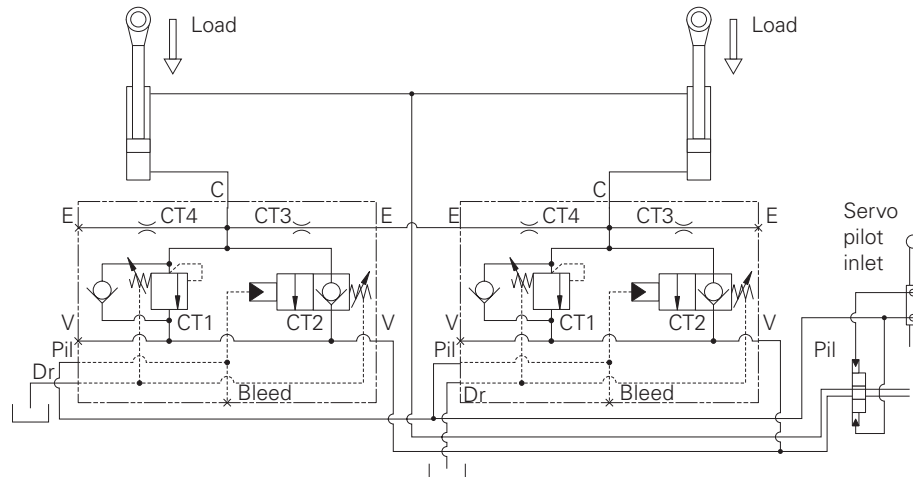 Load
Load
C
C
E
CT4
CT3
E
E
CT4
CT3
E
Servo
pilot
inlet
CT1
CT2
CT1
CT2
V
V
V
V
Pil
Pil
Pil
Dr
Bleed
Dr
Bleed